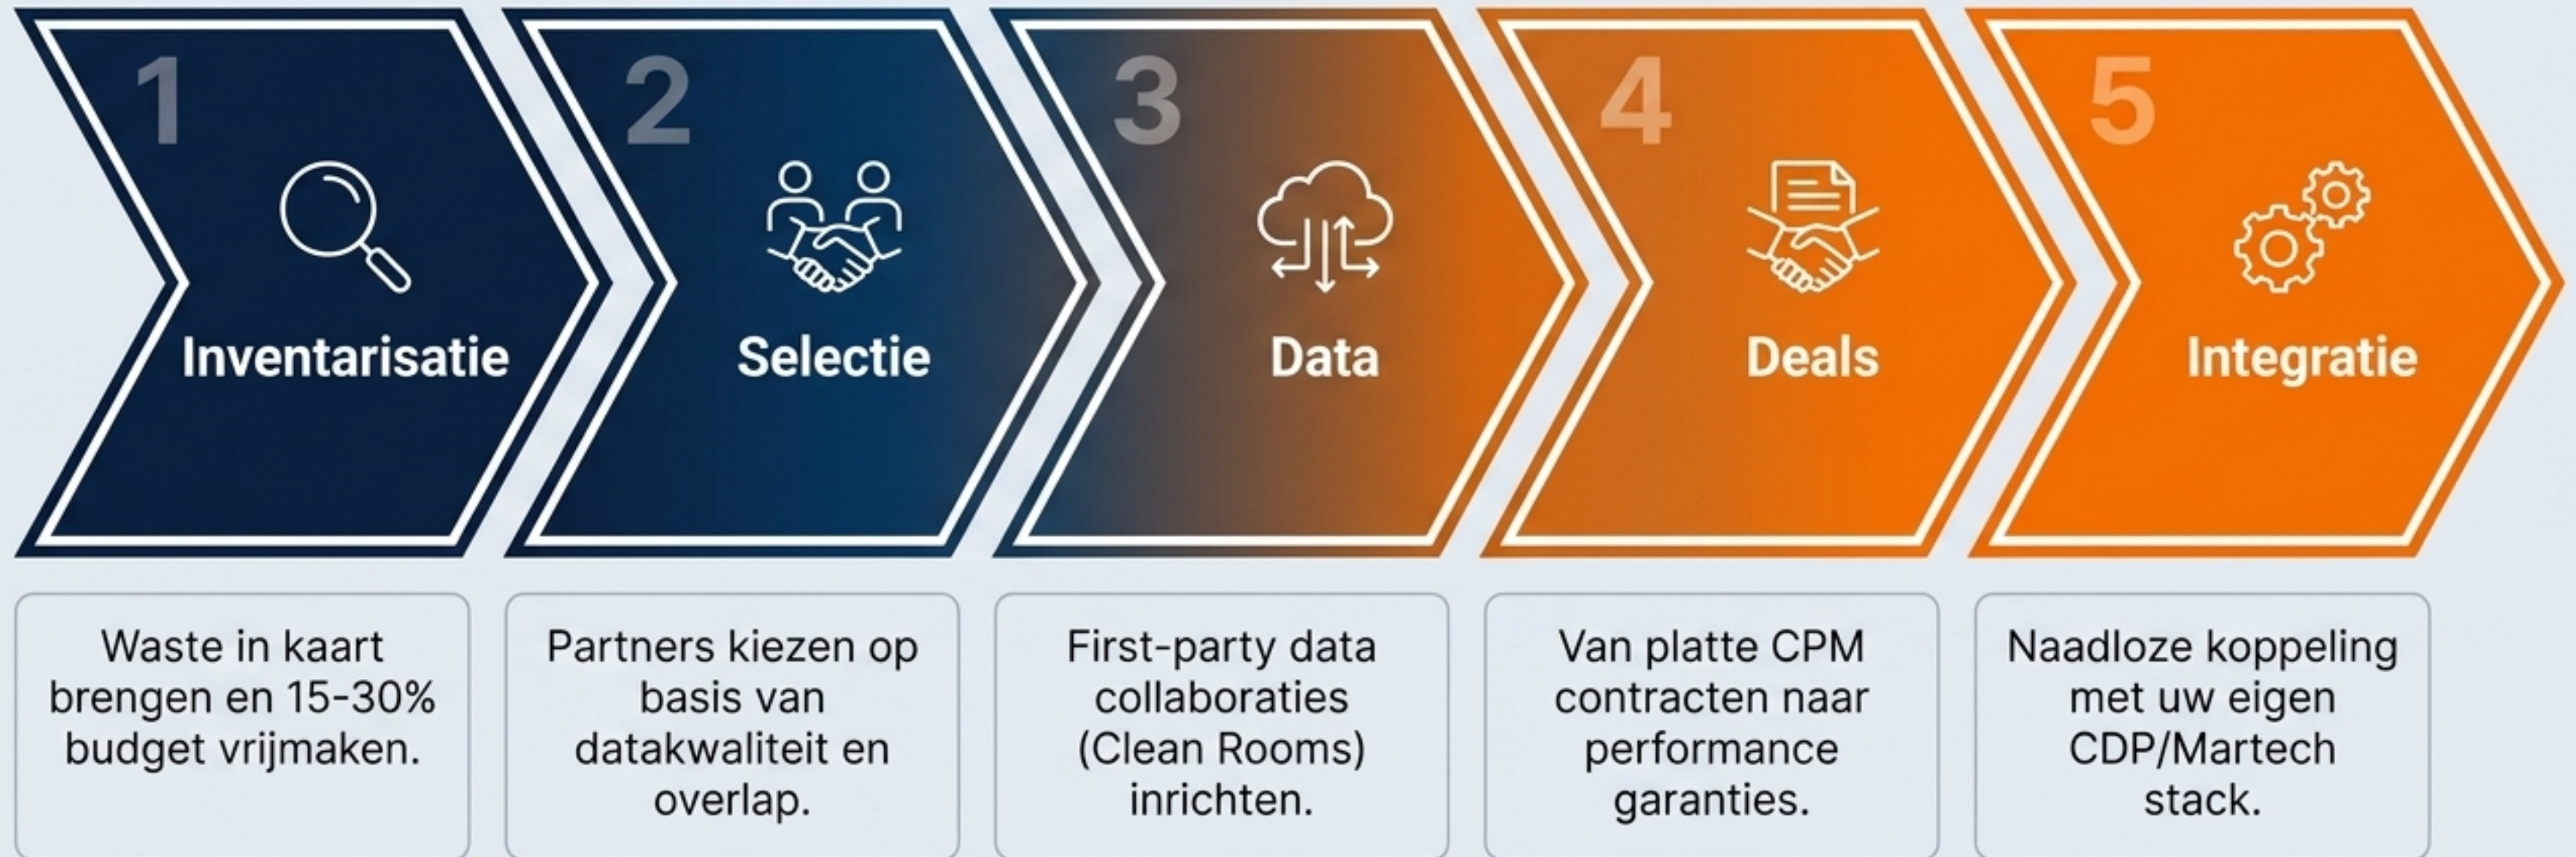 1
Inventarisatie
Waste in kaart
brengen en 15-30%
budget vrijmaken.
2
Selectie
Partners kiezen op
basis van
datakwaliteit en
overlap.
3
Data
First-party data
collaboraties
(Clean Rooms)
inrichten.
4
Deals
Van platte CPM
contracten naar
performance
garanties.
5
Integratie
Naadloze koppeling
met uw eigen
CDP/Martech
stack.